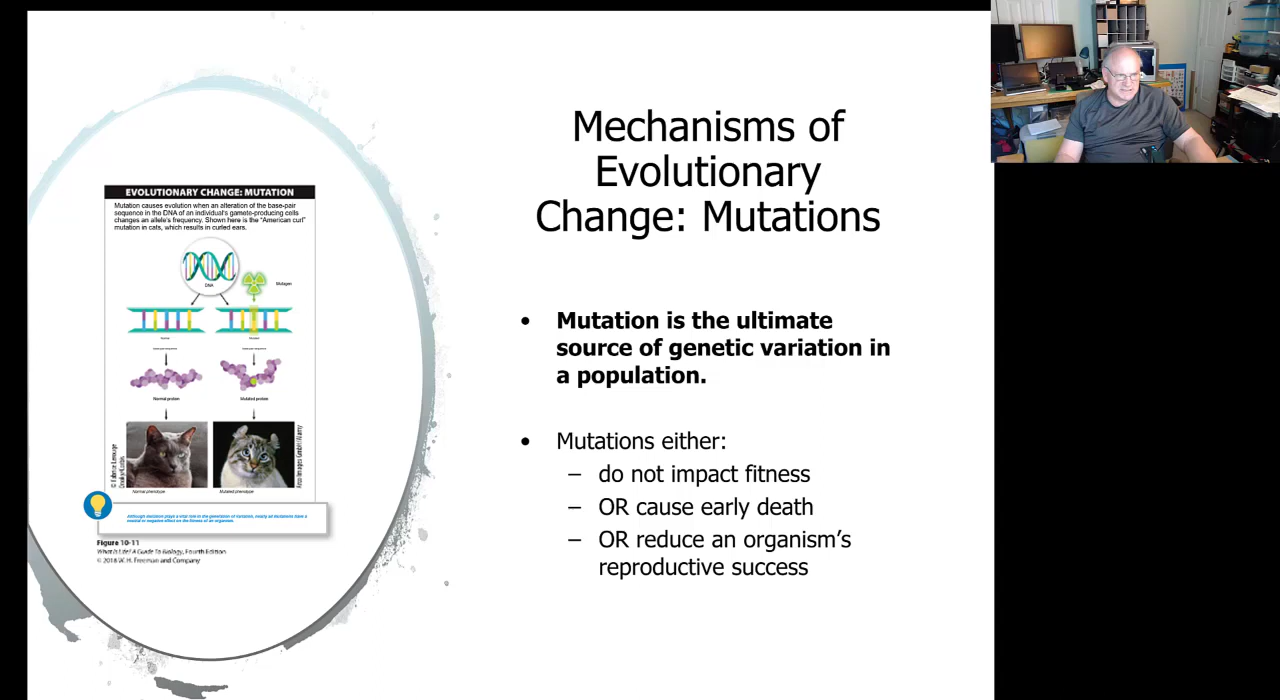 Mechanisms of
Evolutionary
Change: Mutations
EVOLUTIONARY CHANGE: MUTATION
Mutation causes evolution when an alteration of the base-pair
sequence in the DNA of an individual's gamete-producing cells
changes an allele's frequency. Shown here is the "American curl"
mutation in cats, which results in curled ears.
DNA
Mutagen
Normal protein
Mutated protein
Normal phenotype
Mutated phenotype
Figure 10-11
What Is Life? A Guide To Biology, Fourth Edition
© 2018 W. H. Freeman and Company
• Mutation is the ultimate
source of genetic variation in
a population.
• Mutations either:
– do not impact fitness
– OR cause early death
– OR reduce an organism's
reproductive success